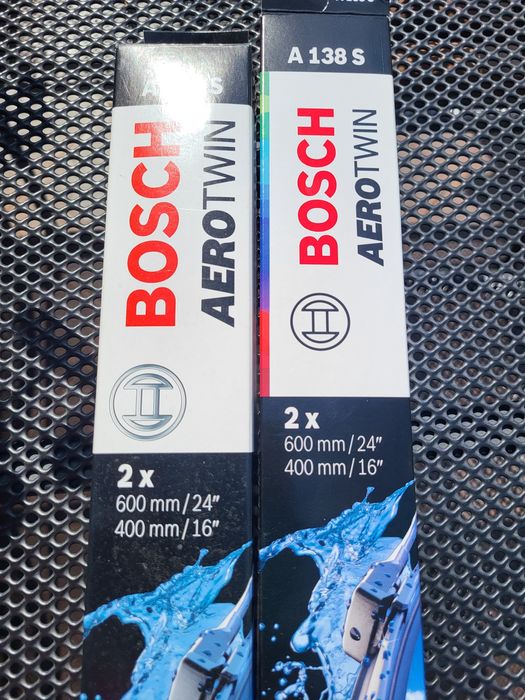 BOSCH
AEROTWIN
2 x
600 mm/24"
400 mm/16"
A 138 S
BOSCH
AEROTWIN
2 x
600 mm/24"
400 mm/16"